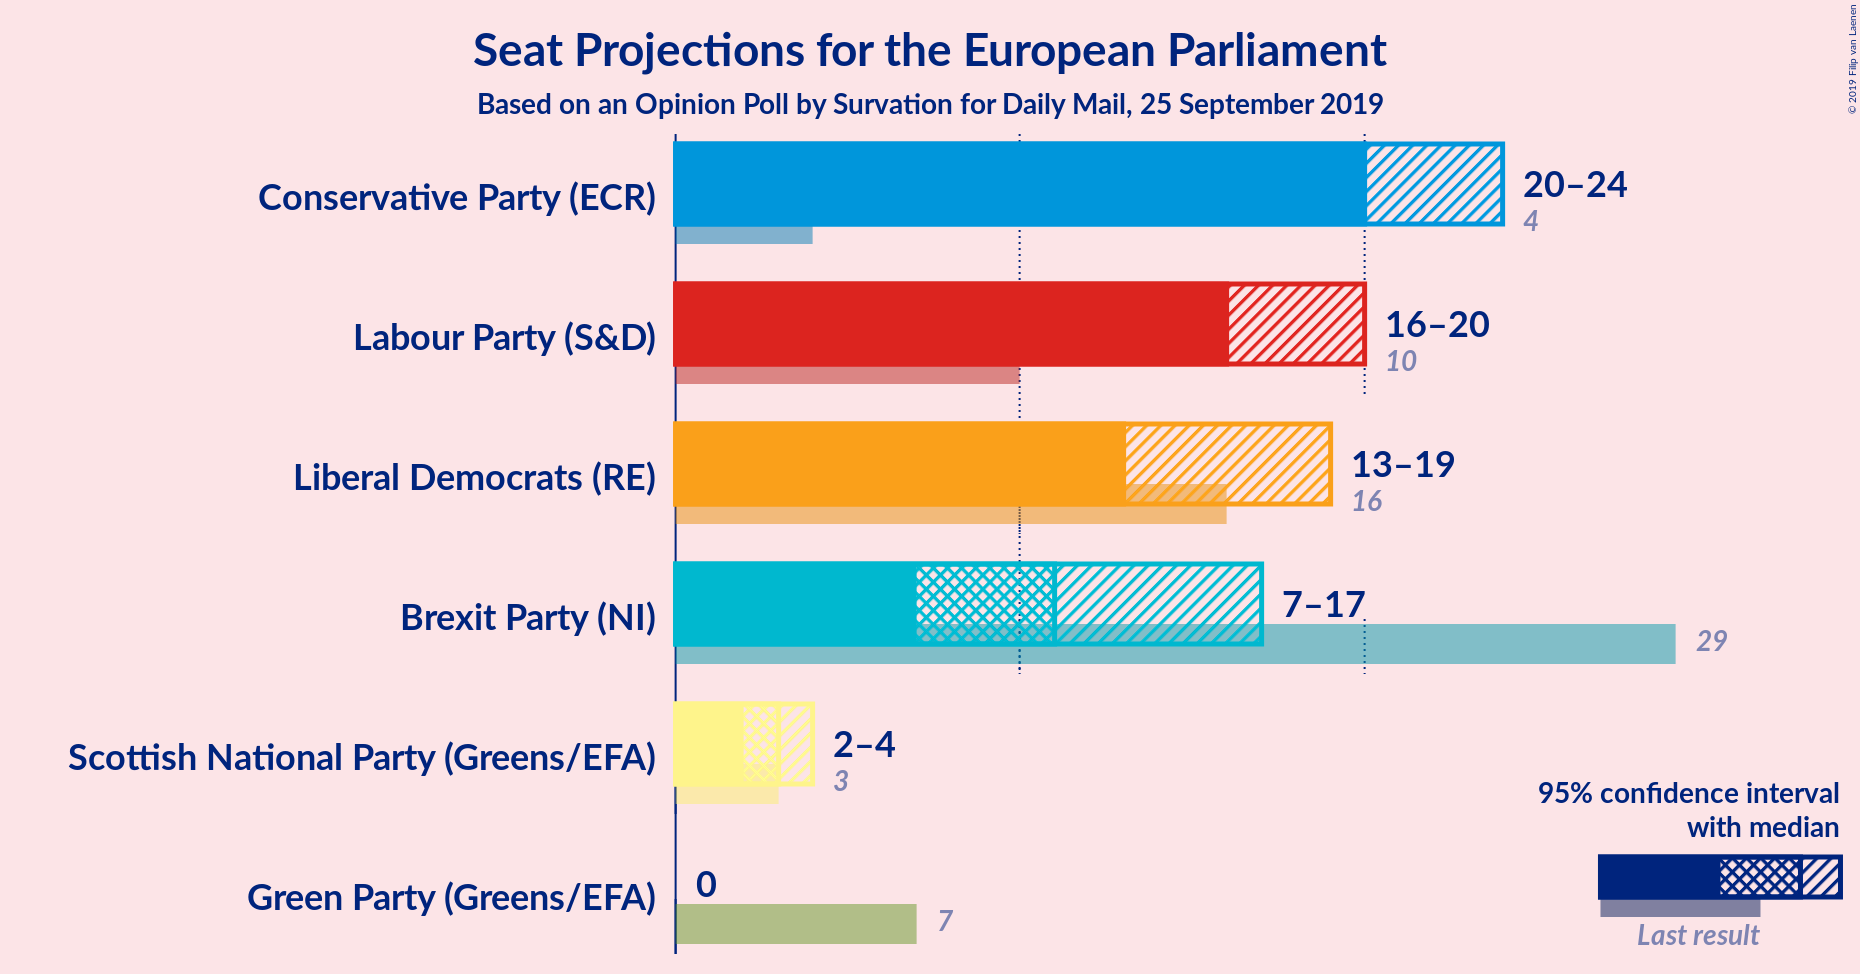 Seat Projections for the European Parliament
Based on an Opinion Poll by Survation for Daily Mail, 25 September 2019
© 2019 Filip van Laenen
Conservative Party (ECR)
20–24
4
Labour Party (S&D)
16–20
10
Liberal Democrats (RE)
13–19
16
Brexit Party (NI)
7–17
29
Scottish National Party (Greens/EFA)
2–4
3
Green Party (Greens/EFA)
0
7
95% confidence interval
with median
Last result